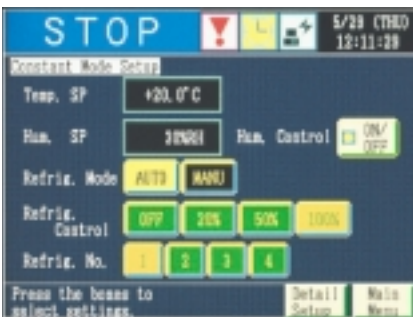 STOP
5/29 (THU)
13:11:29
Constant Mode Setup
Temp. SP +20.0°C
Hum. SP 30%RH Hum. Control ON/OFF
Refrig. Mode AUTO MANU
Refrig. Control OFF 20% 50% 100%
Refrig. No. 1 2 3 4
Press the boxes to select settings.
Detail Setup
Main Menu